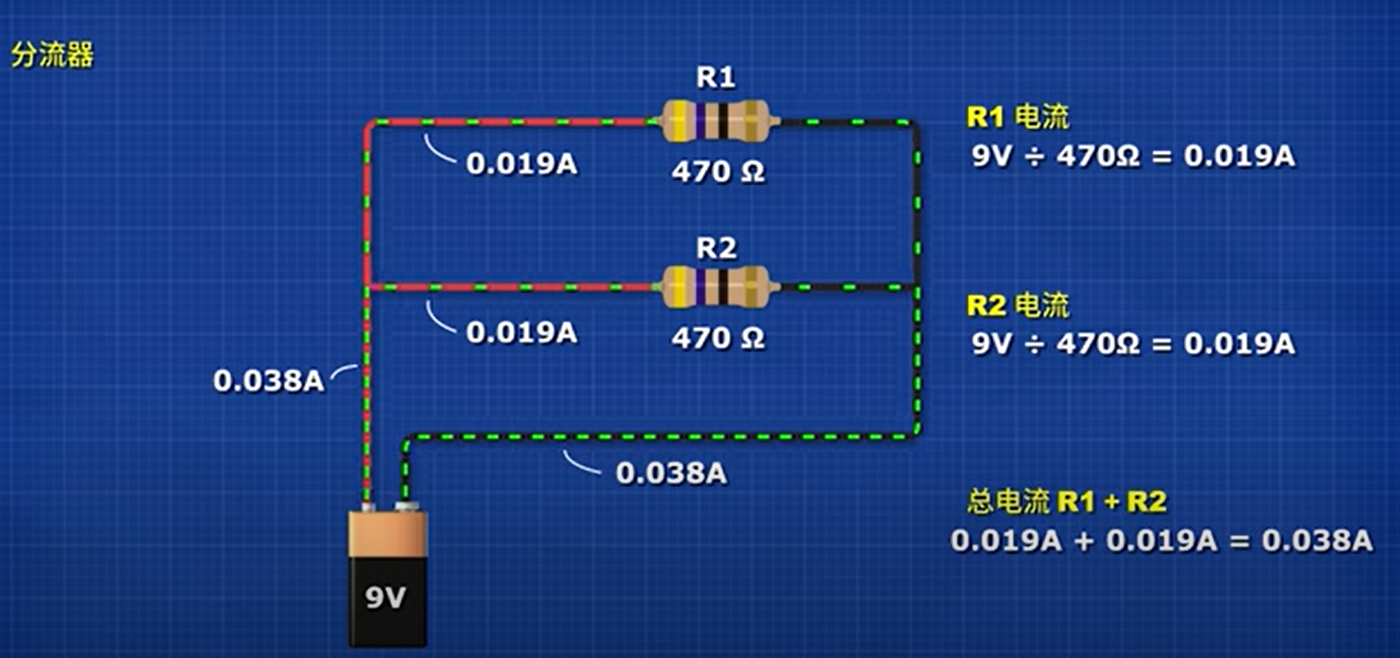 分流器
R1
0.019A
470 Ω
R1 电流
9V ÷ 470Ω = 0.019A
R2
0.019A
470 Ω
R2 电流
9V ÷ 470Ω = 0.019A
0.038A
0.038A
总电流 R1 + R2
0.019A + 0.019A = 0.038A
9V